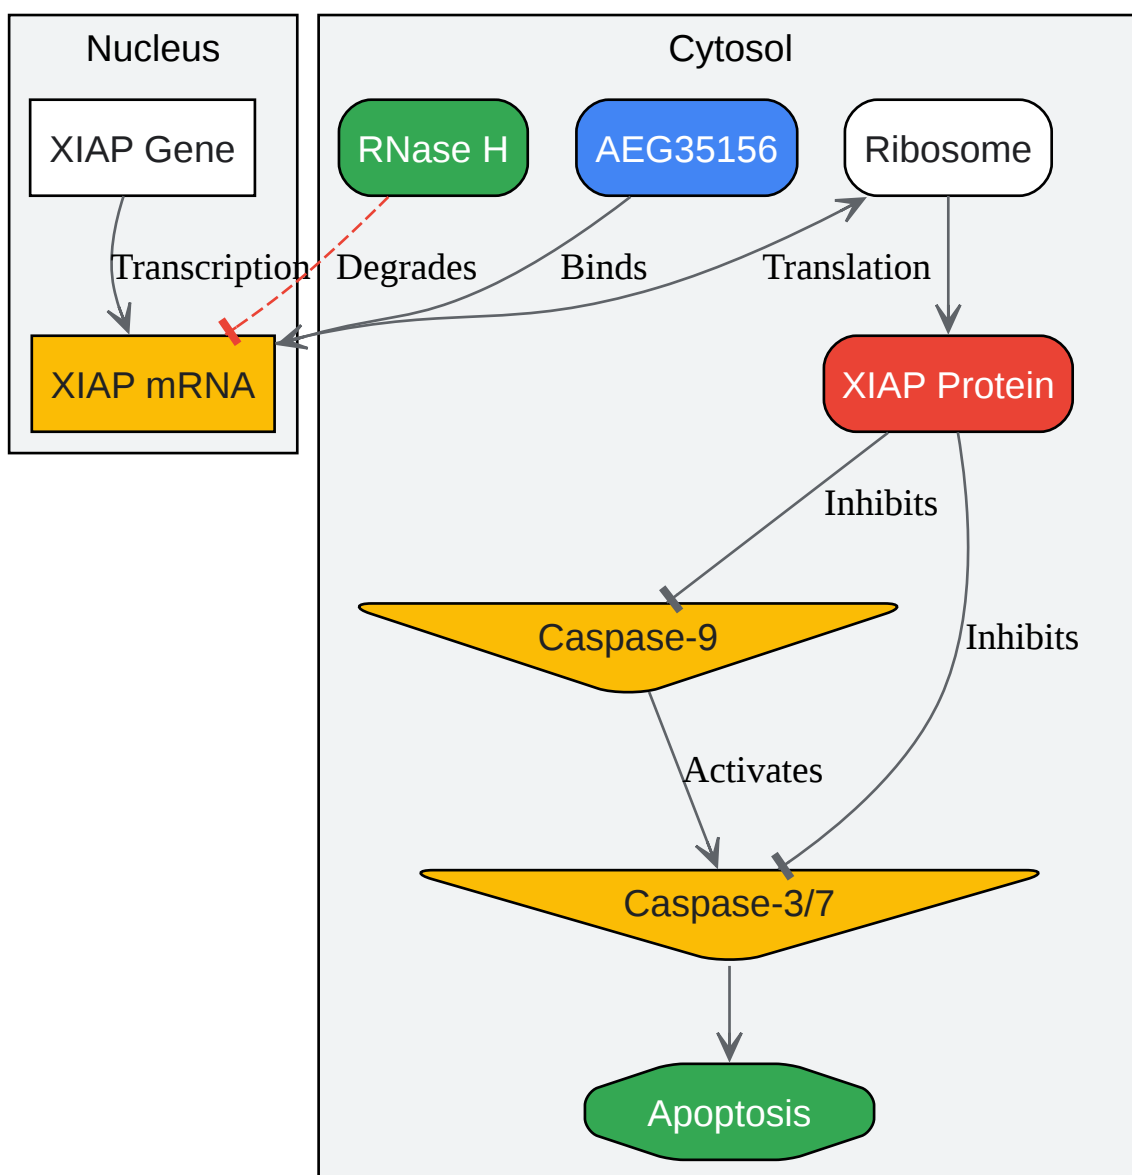 Nucleus
Cytosol
XIAP Gene
RNase H
AEG35156
Ribosome
Transcription
Degrades
Binds
Translation
XIAP mRNA
XIAP Protein
Inhibits
Caspase-9
Inhibits
Activates
Caspase-3/7
Apoptosis